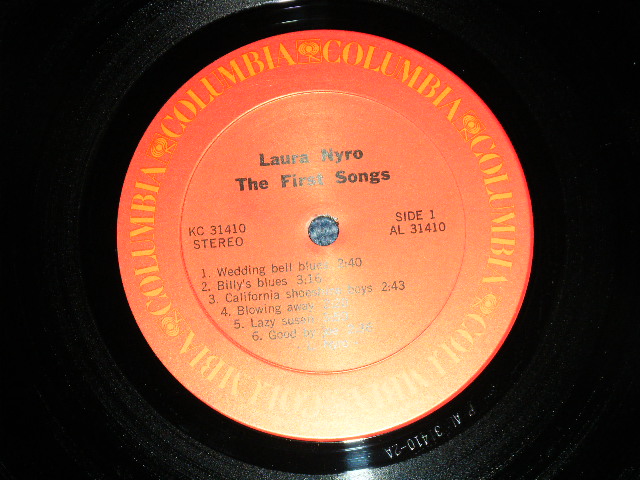 COLUMBIA COLUMBIA COLUMBIA COLUMBIA COLUMBIA COLUMBIA
Laura Nyro
The First Songs
KC 31410
STEREO
SIDE 1
AL 31410
1. Wedding bell blues 2:40
2. Billy's blues 3:16
3. California shoeshine boys 2:43
4. Blowing away
5. Lazy susan
6. Good by joe